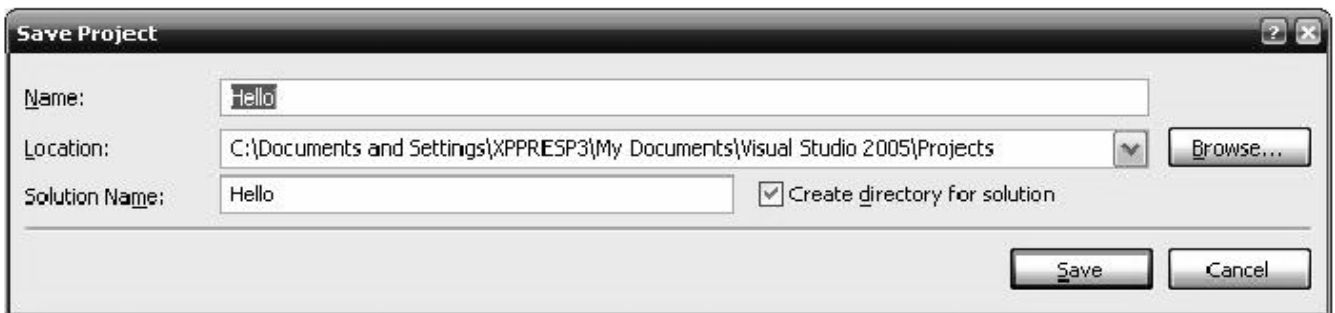 Save Project
Name: Hello
Location: C:\Documents and Settings\XPPRESP3\My Documents\Visual Studio 2005\Projects Browse...
Solution Name: Hello Create directory for solution
Save Cancel